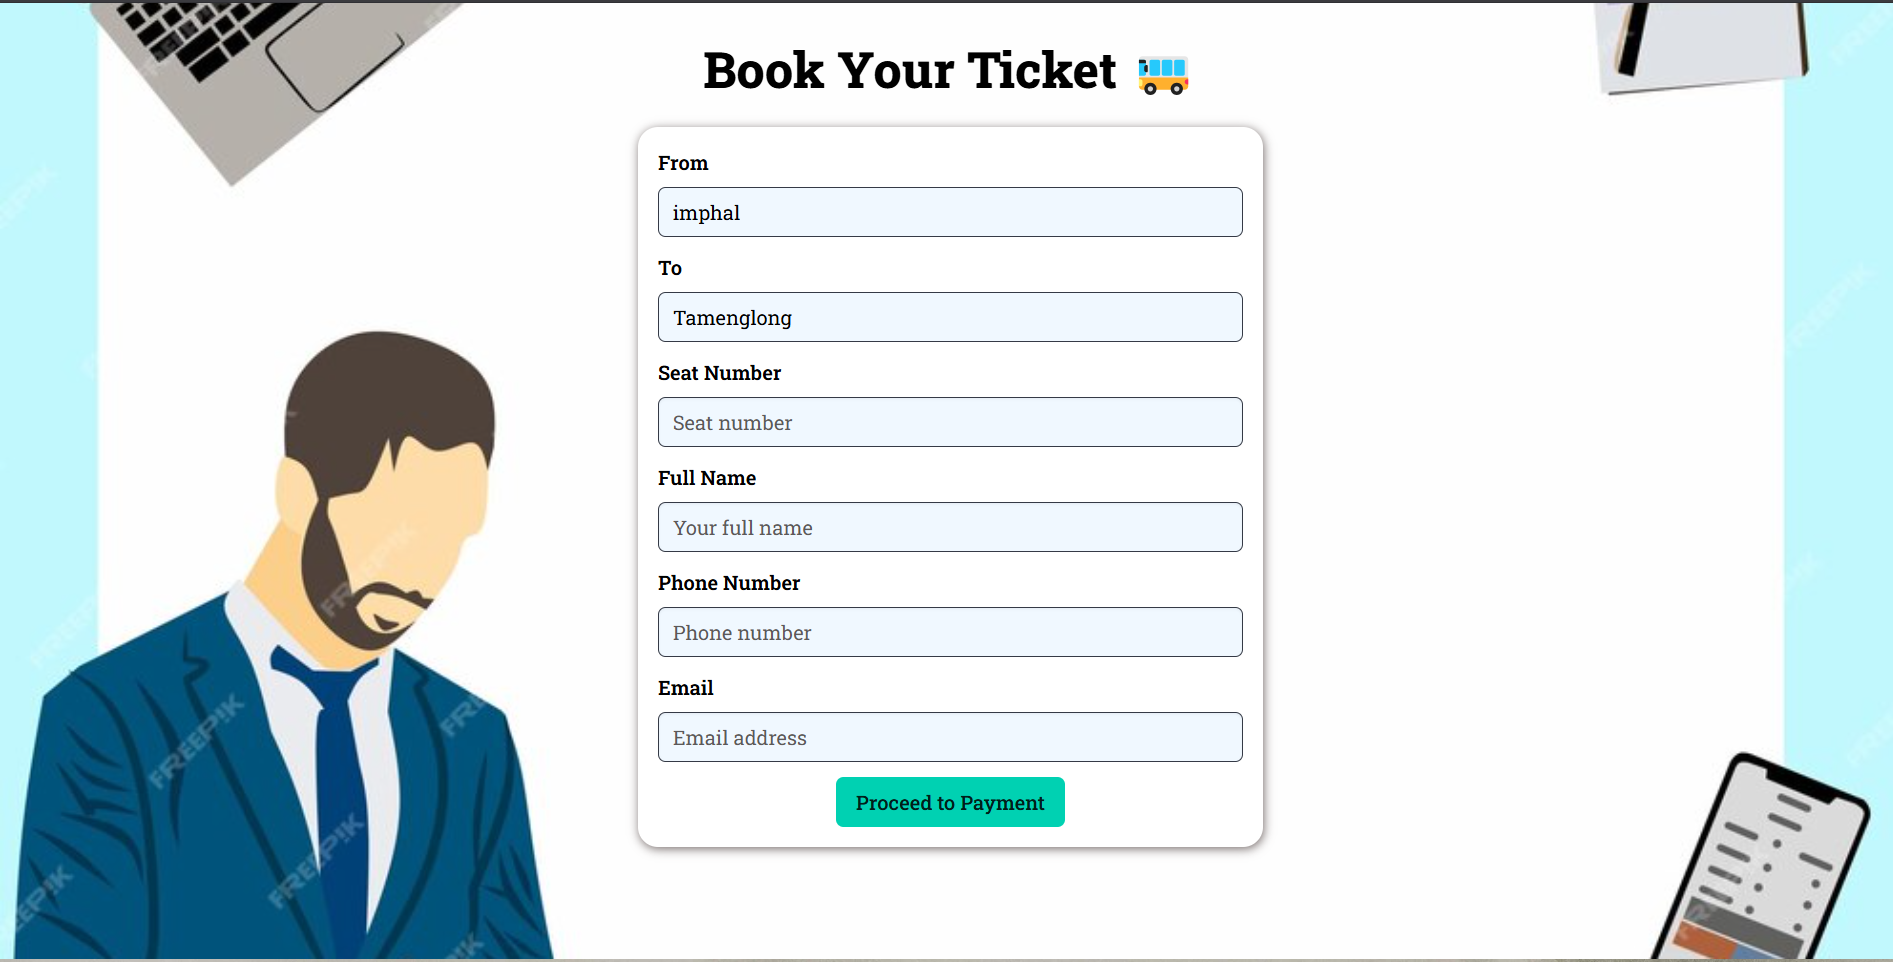 Book Your Ticket
From
imphal
To
Tamenglong
Seat Number
Seat number
Full Name
Your full name
Phone Number
Phone number
Email
Email address
Proceed to Payment
FREEPIK
FREEPIK
FREEPIK
FREEPIK